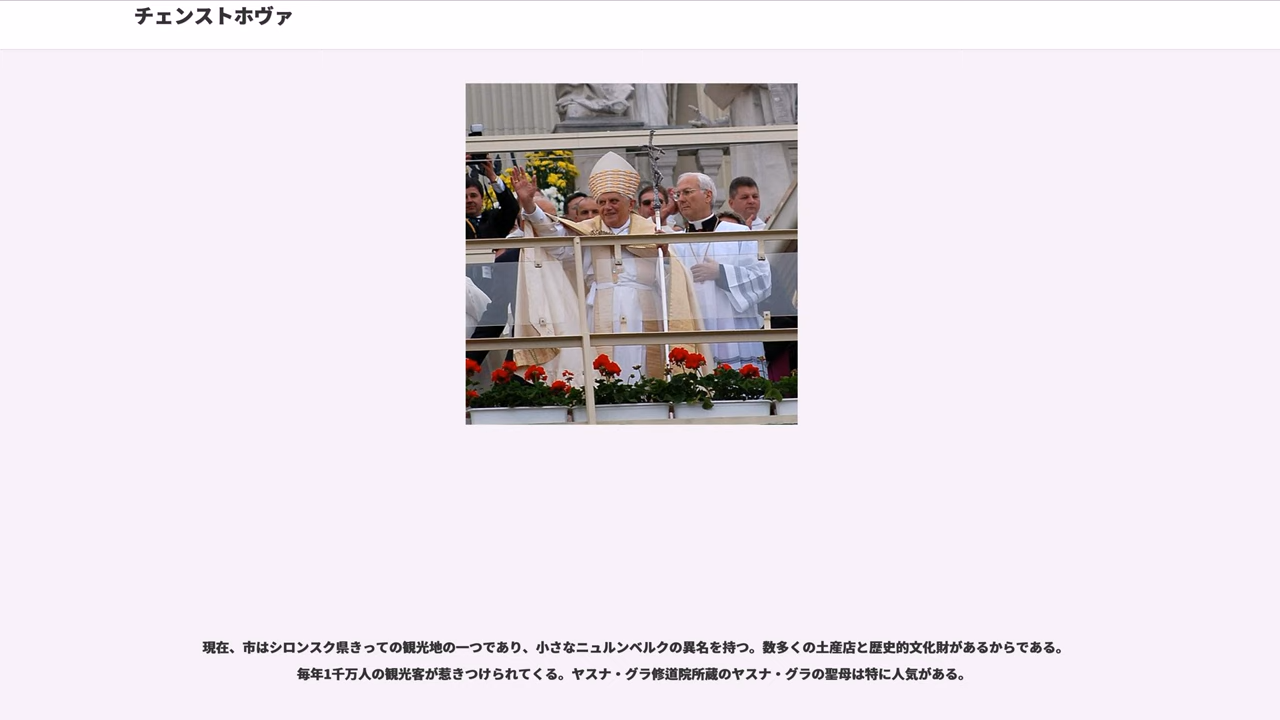 チェンストホヴァ
現在、市はシロンスク県きっての観光地の一つであり、小さなニュルンベルクの異名を持つ。数多くの土産店と歴史的文化財があるからである。
毎年1千万人の観光客が惹きつけられてくる。ヤスナ・グラ修道院所蔵のヤスナ・グラの聖母は特に人気がある。